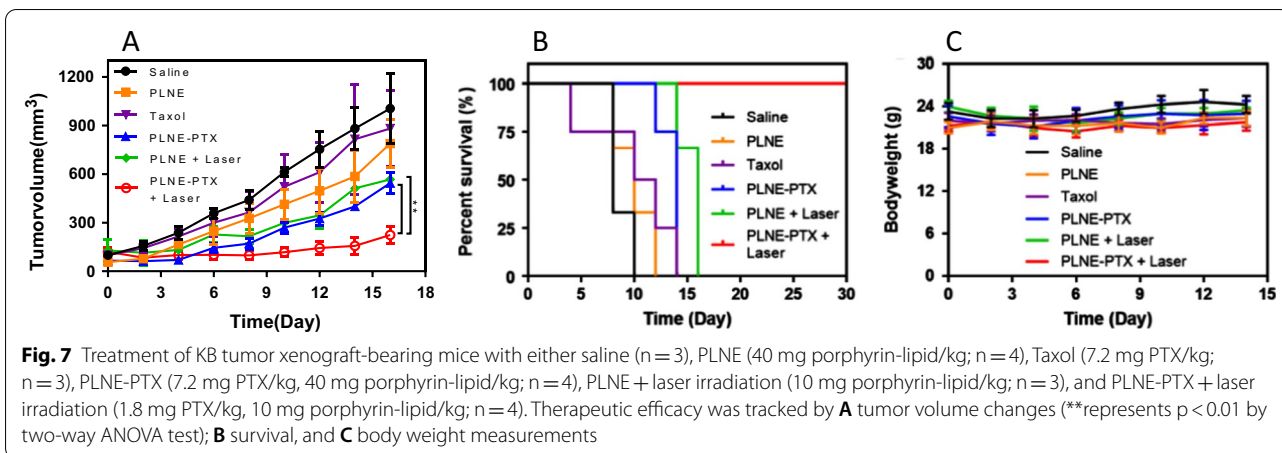 A
Tumorvolume(mm³)
1200
900
600
300
0
Saline
PLNE
Taxol
PLNE-PTX
PLNE + Laser
PLNE-PTX
+ Laser
**
0 3 6 9 12 15 18
Time(Day)
B
Percent survival (%)
100
75
50
25
0
Saline
PLNE
Taxol
PLNE-PTX
PLNE + Laser
PLNE-PTX +
Laser
0 5 10 15 20 25 30
Time (Day)
C
Bodyweight (g)
30
24
18
12
6
0
Saline
PLNE
Taxol
PLNE-PTX
PLNE + Laser
PLNE-PTX + Laser
0 3 6 9 12 15
Time (Day)
Fig. 7 Treatment of KB tumor xenograft-bearing mice with either saline (n = 3), PLNE (40 mg porphyrin-lipid/kg; n = 4), Taxol (7.2 mg PTX/kg;
n = 3), PLNE-PTX (7.2 mg PTX/kg, 40 mg porphyrin-lipid/kg; n = 4), PLNE + laser irradiation (10 mg porphyrin-lipid/kg; n = 3), and PLNE-PTX + laser
irradiation (1.8 mg PTX/kg, 10 mg porphyrin-lipid/kg; n = 4). Therapeutic efficacy was tracked by A tumor volume changes (**represents p < 0.01 by
two-way ANOVA test); B survival, and C body weight measurements